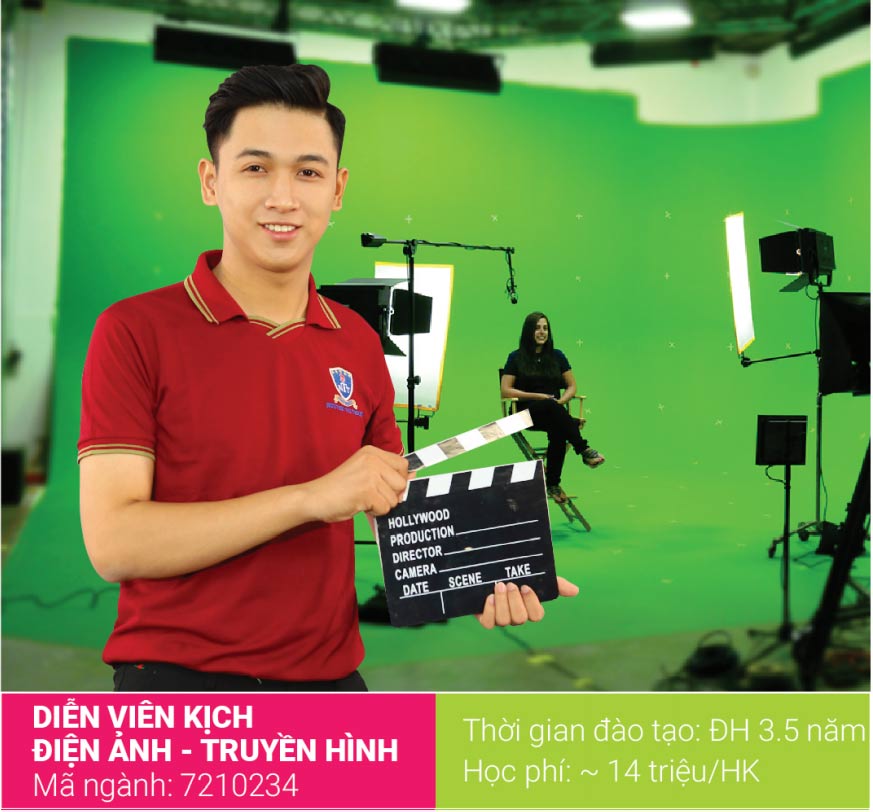 HOLLYWOOD
PRODUCTION
DIRECTOR
CAMERA
DATE SCENE TAKE
DIỄN VIÊN KỊCH
ĐIỆN ẢNH - TRUYỀN HÌNH
Mã ngành: 7210234
Thời gian đào tạo: ĐH 3.5 năm
Học phí: ~ 14 triệu/HK